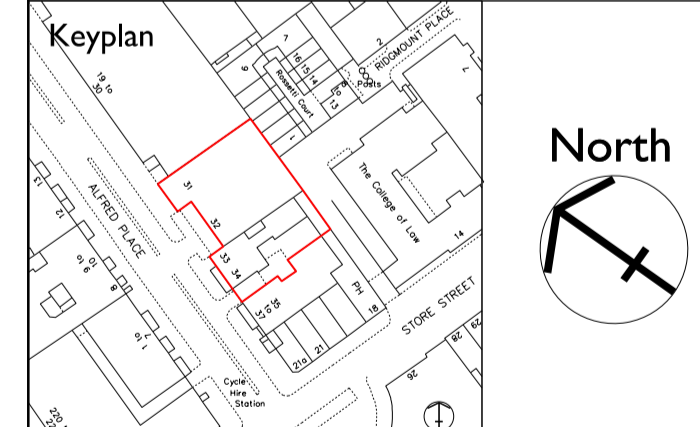 Keyplan
North
19 to
30
7
2
RIDGMOUNT PLACE
16
15
14
9
Rossetti Court
Posts
8
10
13
1
7
31
32
33
34
The College of Law
14
13
12
ALFRED PLACE
10
8
PH
18
STORE STREET
35
to
37
21a
21
29
28
26
Cycle
Hire
Station
220